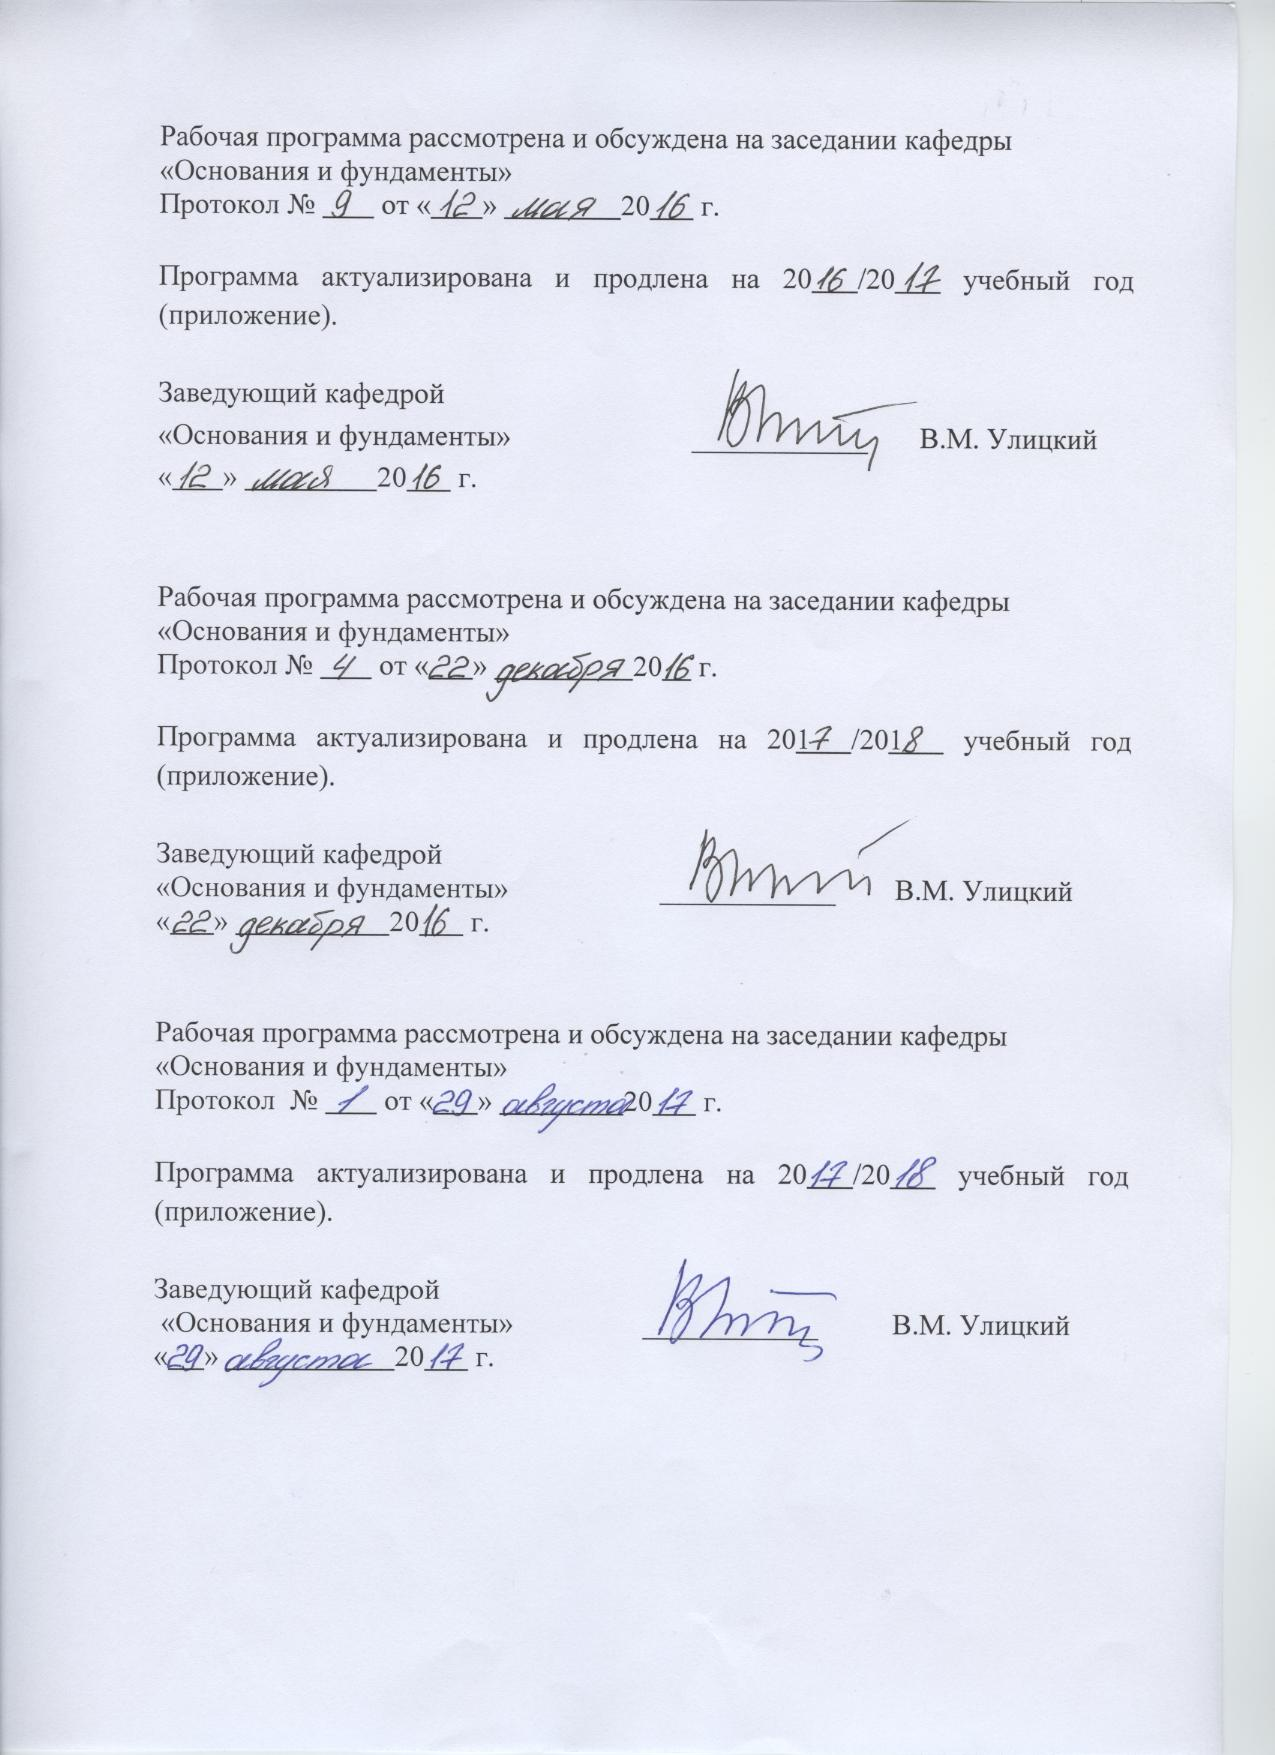 Рабочая программа рассмотрена и обсуждена на заседании кафедры
«Основания и фундаменты»
Протокол № 9 от «12» мая 2016 г.
Программа актуализирована и продлена на 2016/2017 учебный год
(приложение).
Заведующий кафедрой
«Основания и фундаменты» В.М. Улицкий
«12» мая 2016 г.
Рабочая программа рассмотрена и обсуждена на заседании кафедры
«Основания и фундаменты»
Протокол № 4 от «22» декабря 2016 г.
Программа актуализирована и продлена на 2017/2018 учебный год
(приложение).
Заведующий кафедрой
«Основания и фундаменты» В.М. Улицкий
«22» декабря 2016 г.
Рабочая программа рассмотрена и обсуждена на заседании кафедры
«Основания и фундаменты»
Протокол № 1 от «29» августа 2017 г.
Программа актуализирована и продлена на 2017/2018 учебный год
(приложение).
Заведующий кафедрой
«Основания и фундаменты» В.М. Улицкий
«29» августа 2017 г.